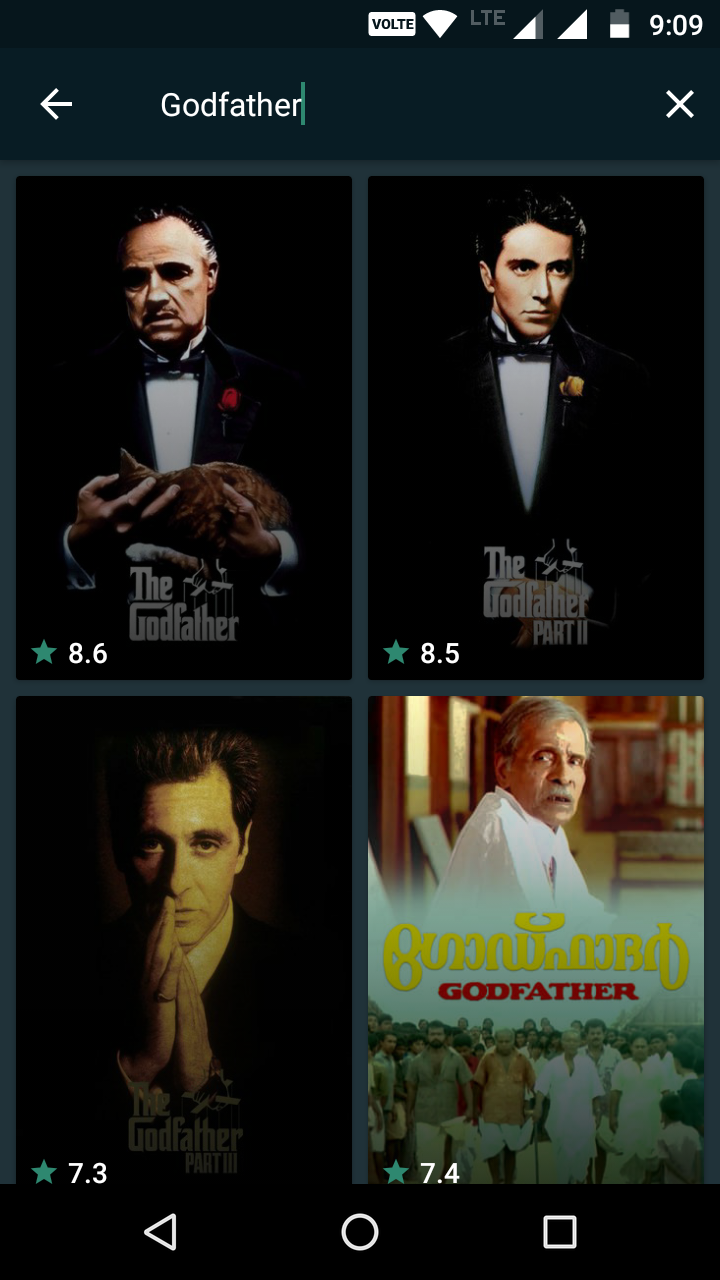 VOLTE LTE 9:09
Godfather
The
Godfather
8.6
The
Godfather
PART II
8.5
The
Godfather
PART III
7.3
ഗോഡ്ഫാദർ
GODFATHER
7.4